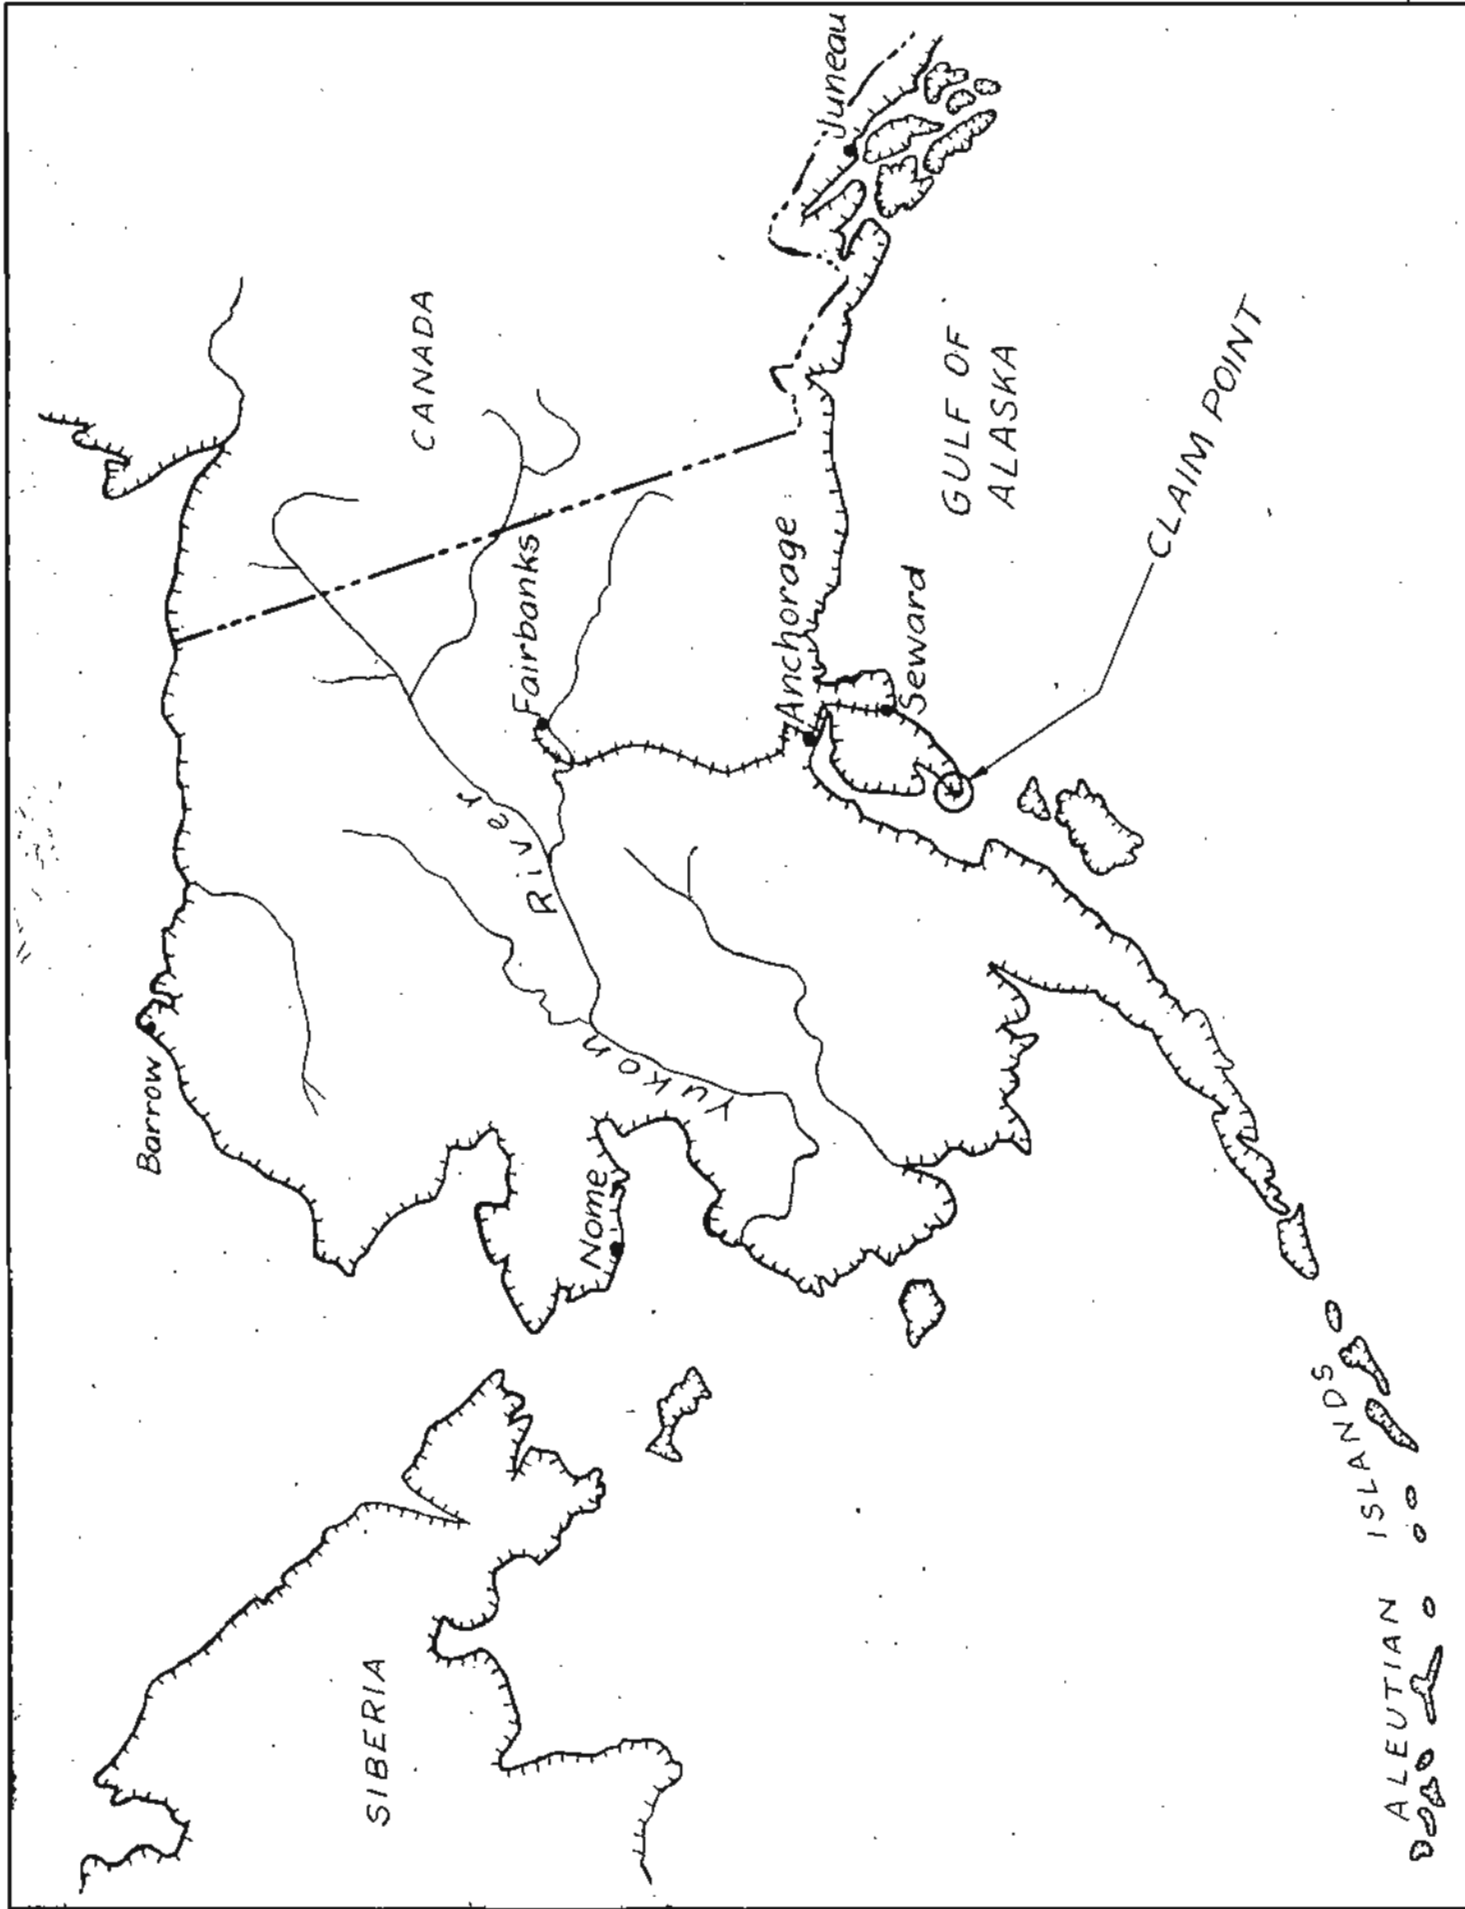 Barrow
SIBERIA
CANADA
Nome
Yukon
River
Fairbanks
Anchorage
Juneau
Seward
GULF OF
ALASKA
CLAIM POINT
ALEUTIAN ISLANDS